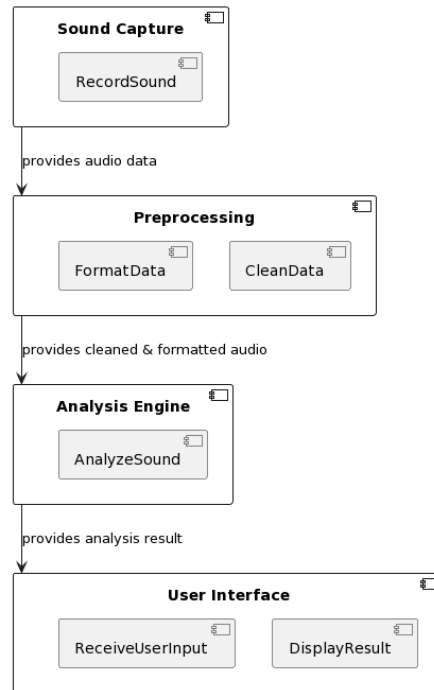 Sound Capture
RecordSound
provides audio data
Preprocessing
FormatData CleanData
provides cleaned & formatted audio
Analysis Engine
AnalyzeSound
provides analysis result
User Interface
ReceiveUserInput DisplayResult